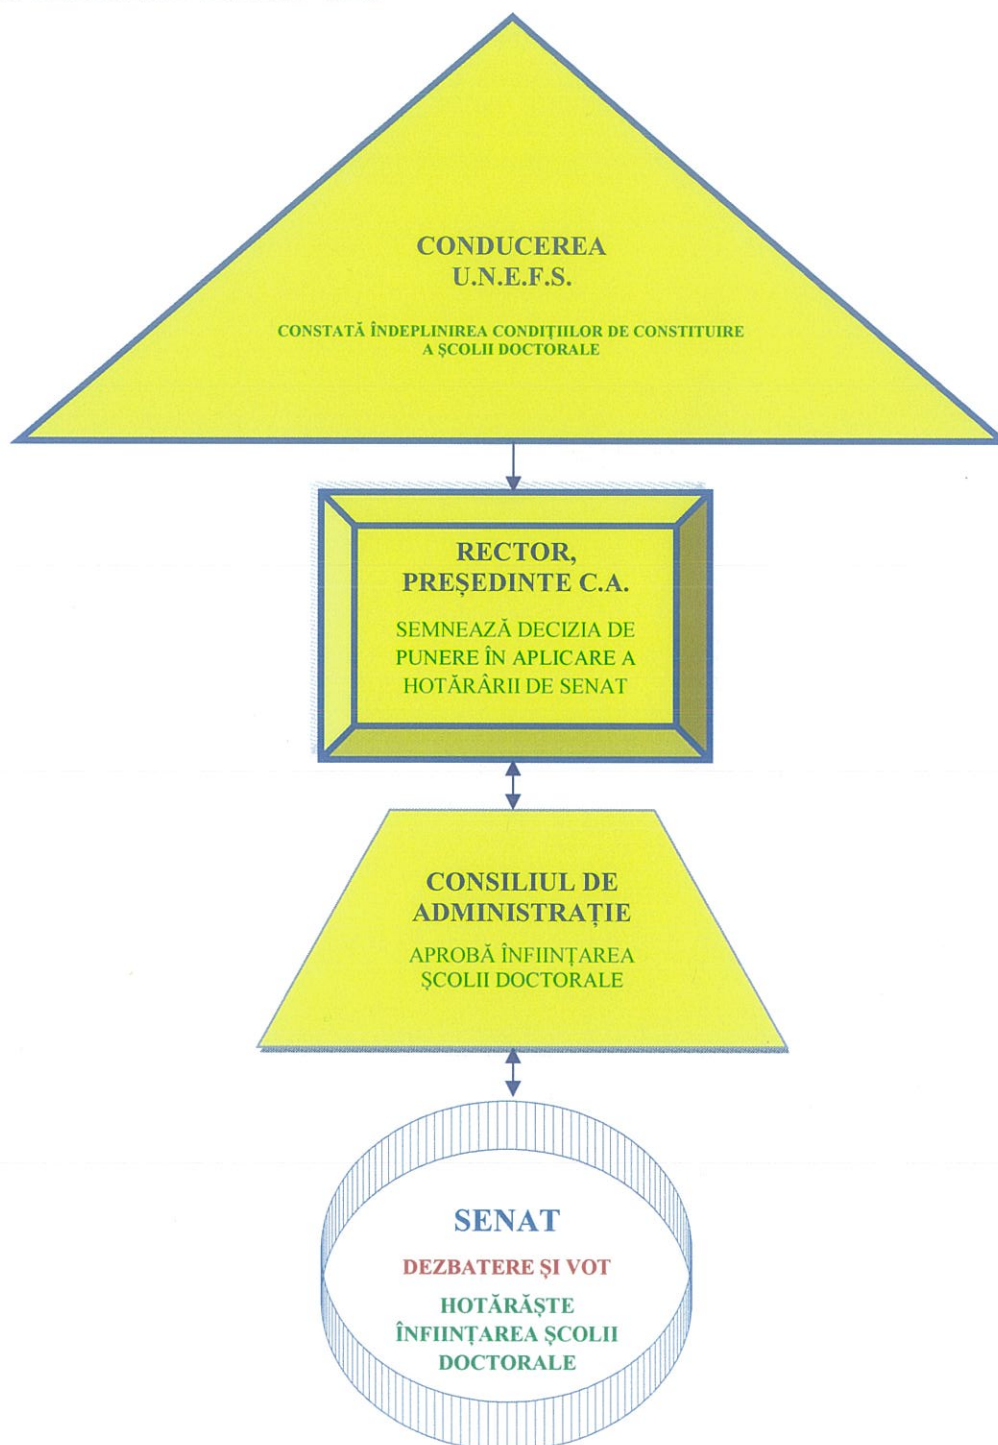 CONDUCEREA
U.N.E.F.S.
CONSTATĂ ÎNDEPLINIREA CONDIȚIILOR DE CONSTITUIRE
A ȘCOLII DOCTORALE
RECTOR,
PREȘEDINTE C.A.
SEMNEAZĂ DECIZIA DE
PUNERE ÎN APLICARE A
HOTĂRÂRII DE SENAT
CONSILIUL DE
ADMINISTRAȚIE
APROBĂ ÎNFIINȚAREA
ȘCOLII DOCTORALE
SENAT
DEZBATERE ȘI VOT
HOTĂRĂȘTE
ÎNFIINȚAREA ȘCOLII
DOCTORALE